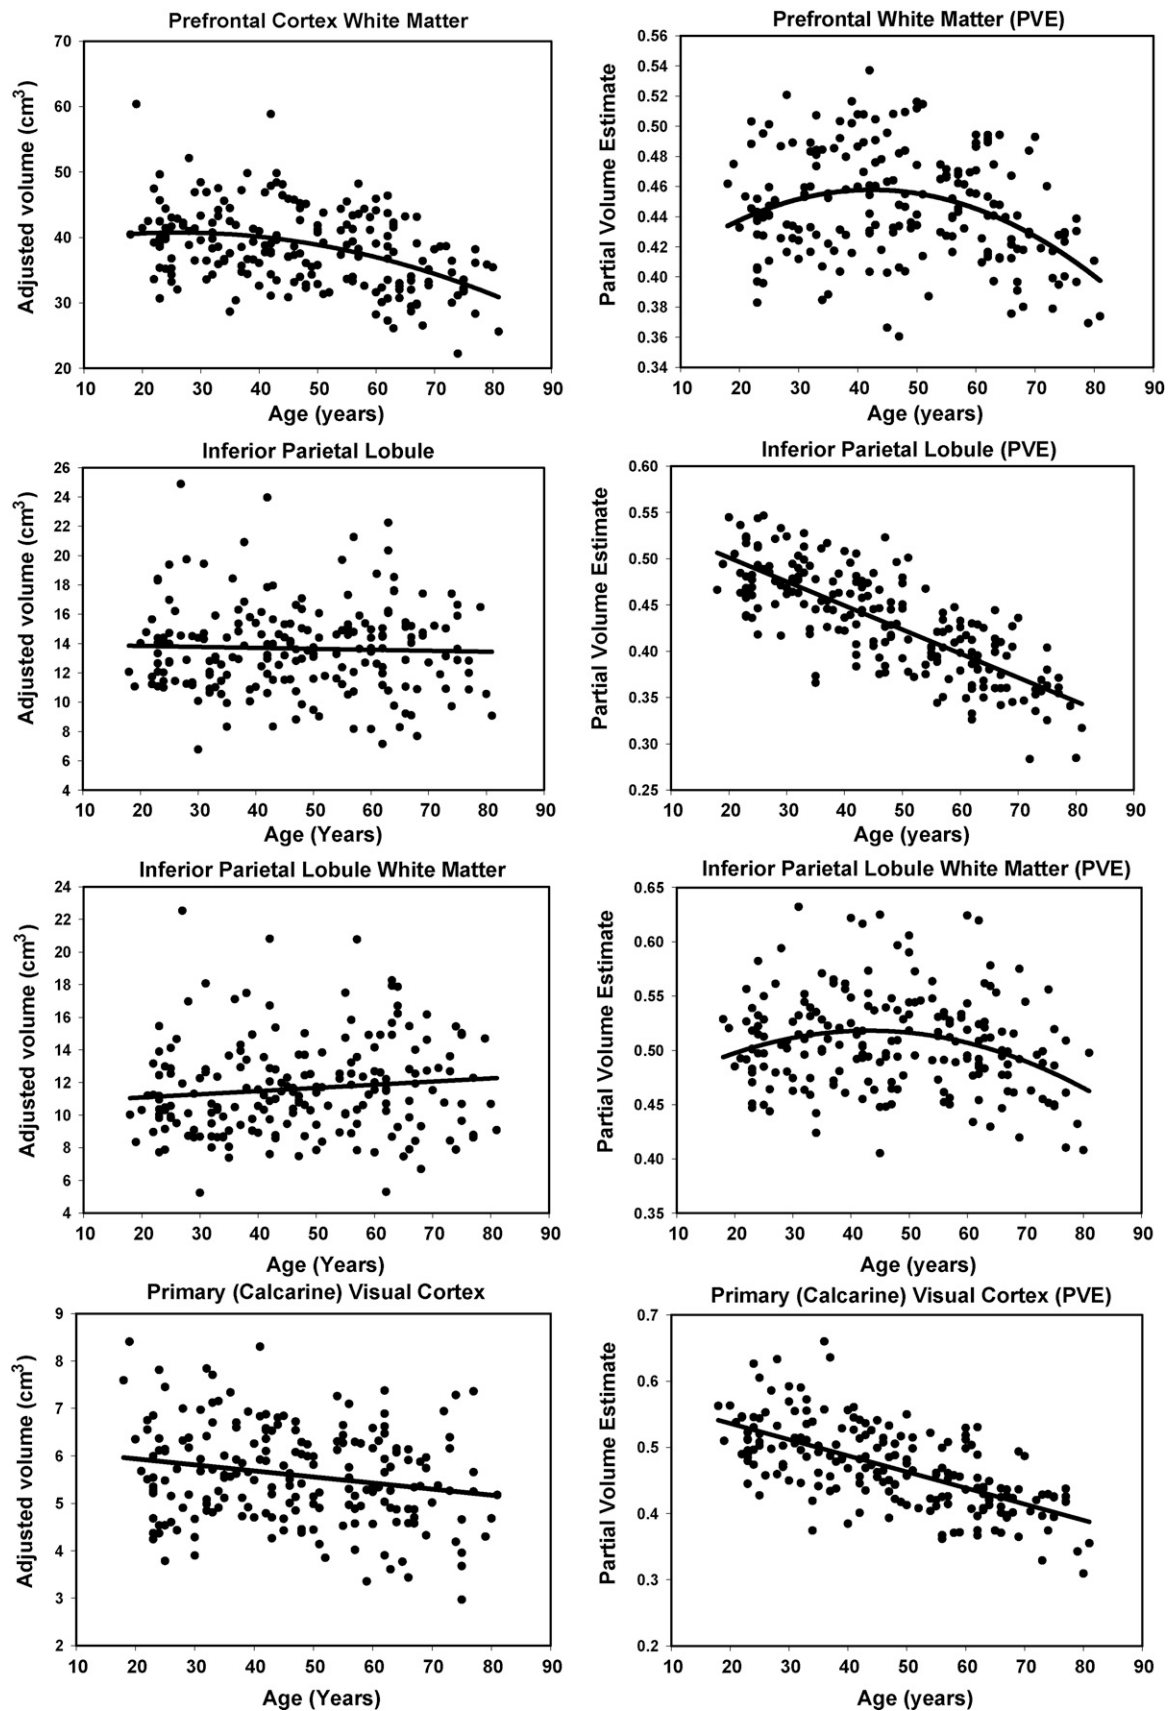 Prefrontal Cortex White Matter
Adjusted volume (cm³)
70
60
50
40
30
20
10 20 30 40 50 60 70 80 90
Age (years)
Prefrontal White Matter (PVE)
Partial Volume Estimate
0.56
0.54
0.52
0.50
0.48
0.46
0.44
0.42
0.40
0.38
0.36
0.34
10 20 30 40 50 60 70 80 90
Age (years)
Inferior Parietal Lobule
Adjusted volume (cm³)
26
24
22
20
18
16
14
12
10
8
6
4
10 20 30 40 50 60 70 80 90
Age (Years)
Inferior Parietal Lobule (PVE)
Partial Volume Estimate
0.60
0.55
0.50
0.45
0.40
0.35
0.30
0.25
10 20 30 40 50 60 70 80 90
Age (years)
Inferior Parietal Lobule White Matter
Adjusted volume (cm³)
24
22
20
18
16
14
12
10
8
6
4
10 20 30 40 50 60 70 80 90
Age (Years)
Inferior Parietal Lobule White Matter (PVE)
Partial Volume Estimate
0.65
0.60
0.55
0.50
0.45
0.40
0.35
10 20 30 40 50 60 70 80 90
Age (years)
Primary (Calcarine) Visual Cortex
Adjusted volume (cm³)
9
8
7
6
5
4
3
2
10 20 30 40 50 60 70 80 90
Age (Years)
Primary (Calcarine) Visual Cortex (PVE)
Partial Volume Estimate
0.7
0.6
0.5
0.4
0.3
0.2
10 20 30 40 50 60 70 80 90
Age (years)